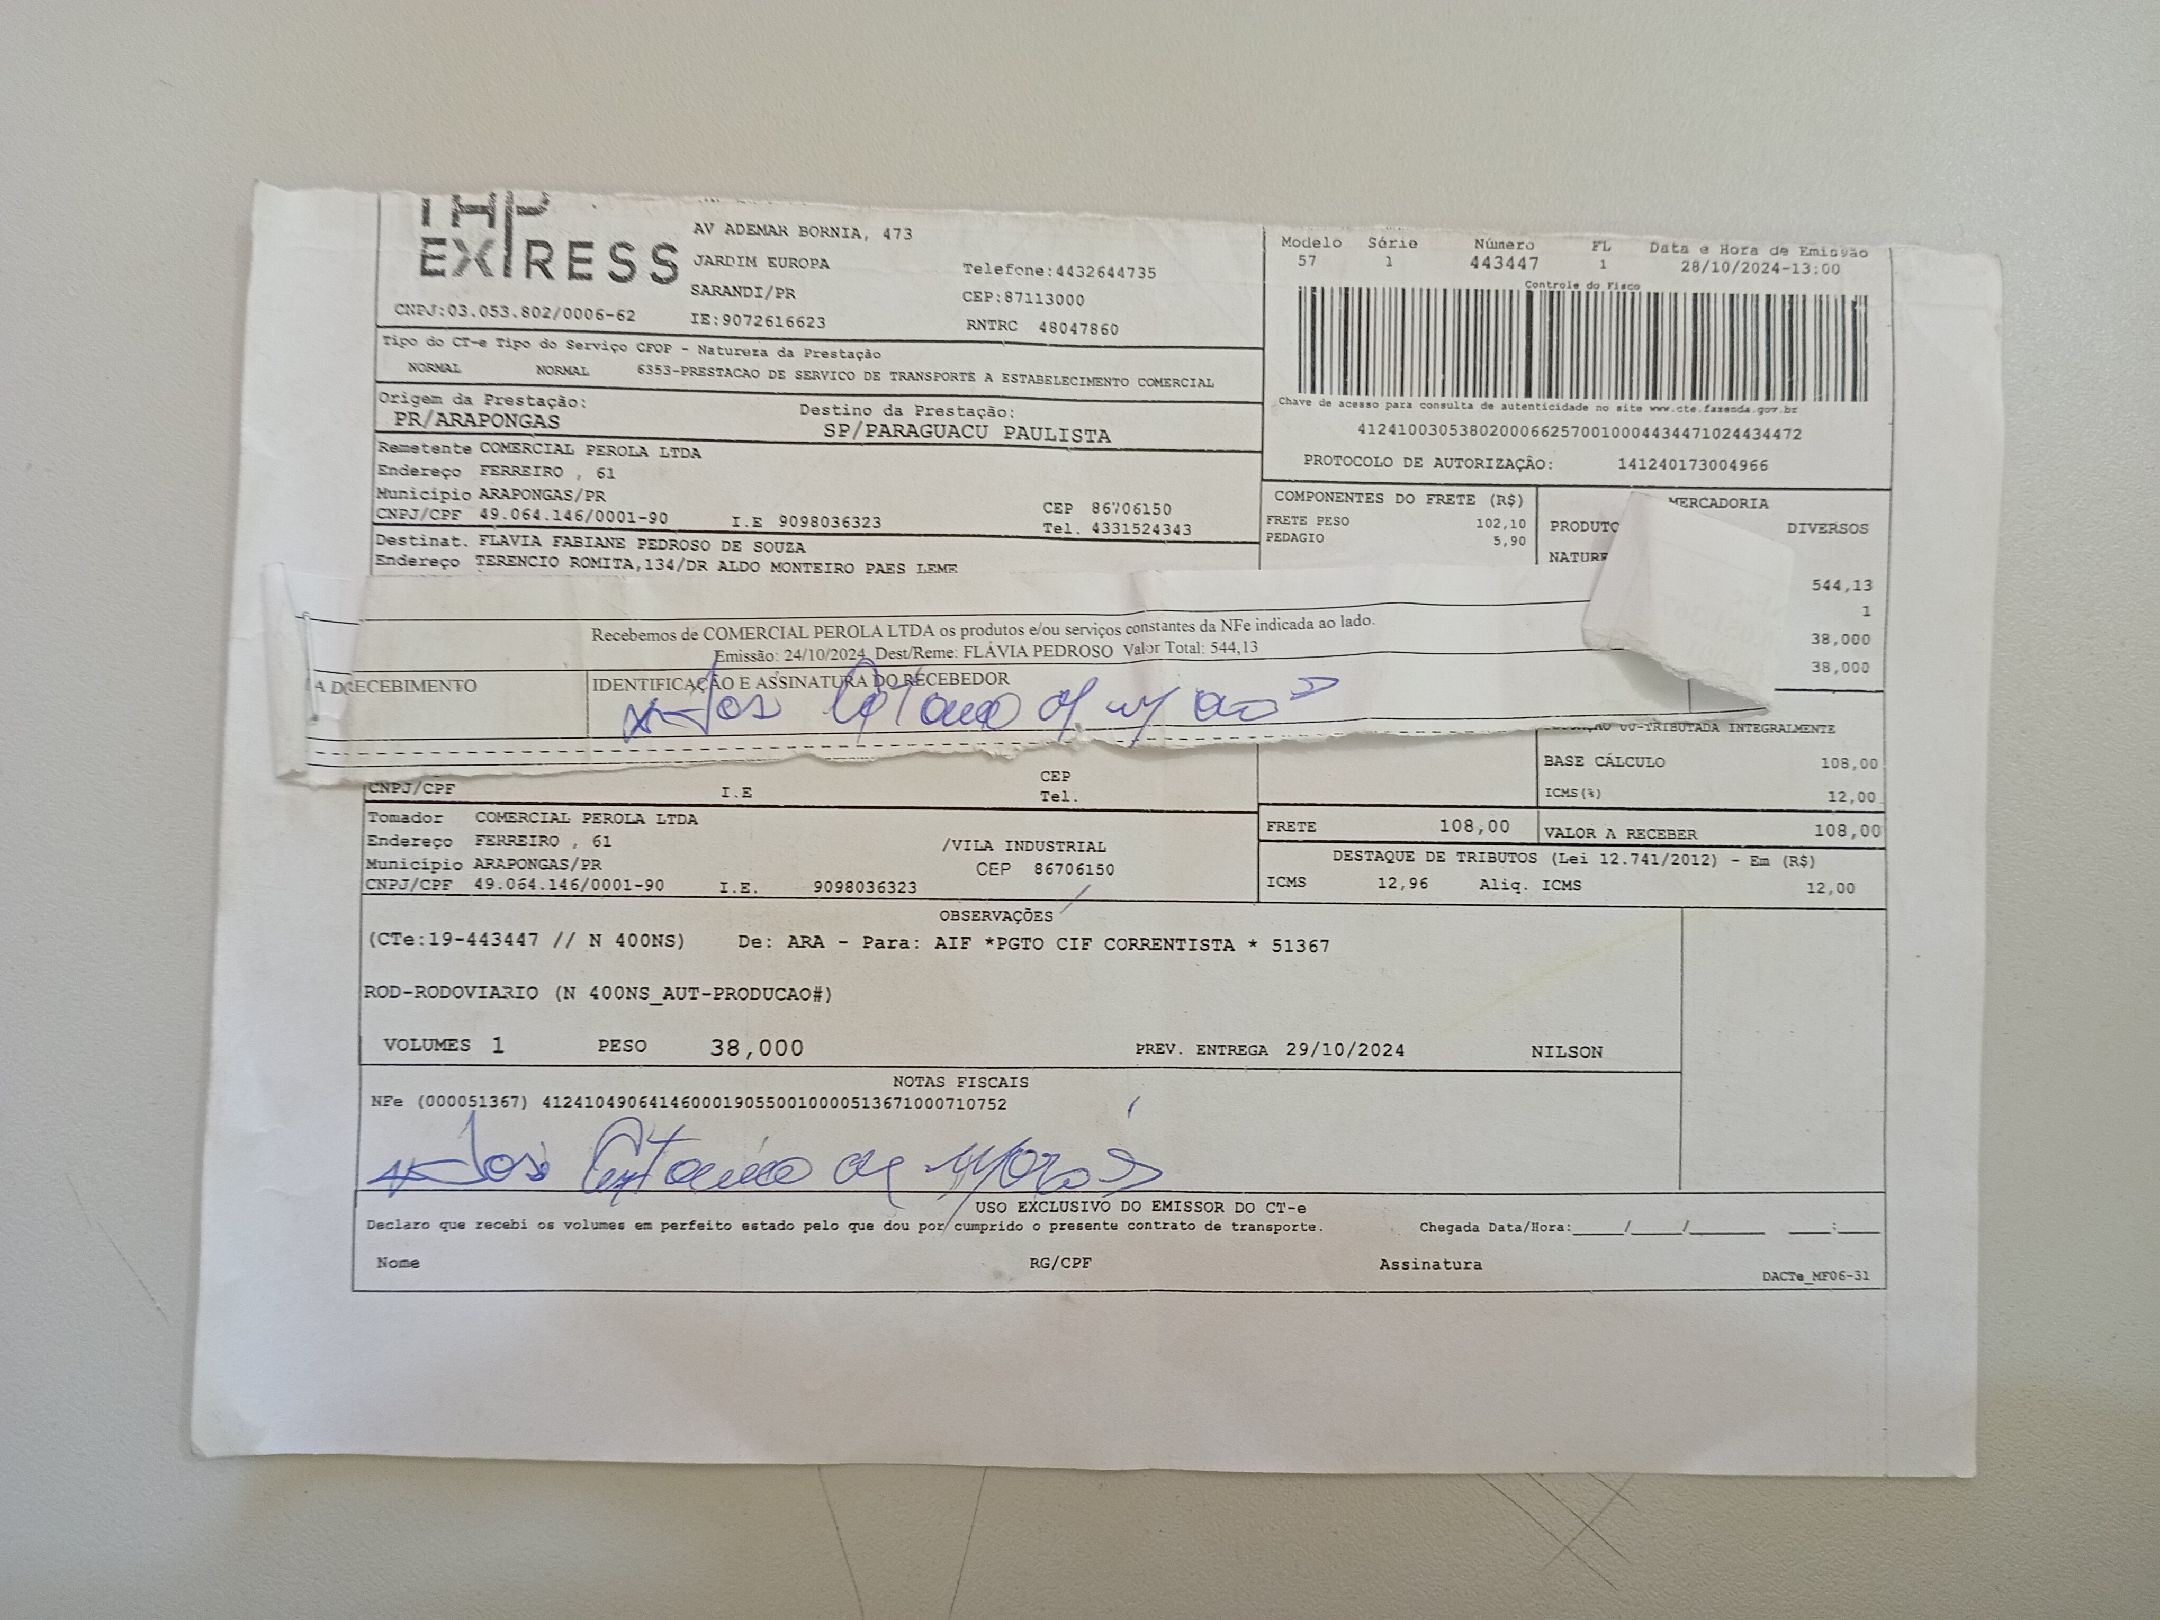 THP
EXPRESS
AV ADEMAR BORNIA, 473
JARDIM EUROPA
Telefone:4432644735
SARANDI/PR
CEP:87113000
CNPJ:03.053.802/0006-62
IE:9072616623
RNTRC 48047860
Modelo Série Número FL Data e Hora de Emissão
57 1 443447 1 28/10/2024-13:00
Controle do Fisco
Tipo do CT-e Tipo do Serviço CFOP - Natureza da Prestação
NORMAL NORMAL 6353-PRESTACAO DE SERVICO DE TRANSPORTE A ESTABELECIMENTO COMERCIAL
Chave de acesso para consulta de autenticidade no site www.cte.fazenda.gov.br
41241003053802000662570010004434471024434472
PROTOCOLO DE AUTORIZAÇÃO: 141240173004966
Origem da Prestação: Destino da Prestação:
PR/ARAPONGAS SP/PARAGUACU PAULISTA
Remetente COMERCIAL PEROLA LTDA
Endereço FERREIRO , 61
Município ARAPONGAS/PR CEP 86706150
CNPJ/CPF 49.064.146/0001-90 I.E 9098036323 Tel. 4331524343
Destinat. FLAVIA FABIANE PEDROSO DE SOUZA
Endereço TERENCIO ROMITA,134/DR ALDO MONTEIRO PAES LEME
COMPONENTES DO FRETE (R$)
FRETE PESO 102,10
PEDAGIO 5,90
MERCADORIA
PRODUTO DIVERSOS
NATURE
544,13
1
38,000
38,000
Recebemos de COMERCIAL PEROLA LTDA os produtos e/ou serviços constantes da NFe indicada ao lado.
Emissão: 24/10/2024 Dest/Reme: FLÁVIA PEDROSO Valor Total: 544,13
A D ECEBIMENTO IDENTIFICAÇÃO E ASSINATURA DO RECEBEDOR
00-TRIBUTADA INTEGRALMENTE
BASE CÁLCULO 108,00
ICMS(%) 12,00
CEP
CNPJ/CPF I.E Tel.
Tomador COMERCIAL PEROLA LTDA
Endereço FERREIRO , 61 /VILA INDUSTRIAL
Município ARAPONGAS/PR CEP 86706150
CNPJ/CPF 49.064.146/0001-90 I.E. 9098036323
FRETE 108,00 VALOR A RECEBER 108,00
DESTAQUE DE TRIBUTOS (Lei 12.741/2012) - Em (R$)
ICMS 12,96 Aliq. ICMS 12,00
OBSERVAÇÕES
(CTe:19-443447 // N 400NS) De: ARA - Para: AIF *PGTO CIF CORRENTISTA * 51367
ROD-RODOVIARIO (N 400NS_AUT-PRODUCAO#)
VOLUMES 1 PESO 38,000 PREV. ENTREGA 29/10/2024 NILSON
NOTAS FISCAIS
NFe (000051367) 41241049064146000190550010000513671000710752
USO EXCLUSIVO DO EMISSOR DO CT-e
Declaro que recebi os volumes em perfeito estado pelo que dou por cumprido o presente contrato de transporte. Chegada Data/Hora:____/____/______ ____:____
Nome RG/CPF Assinatura
DACTe_MF06-31